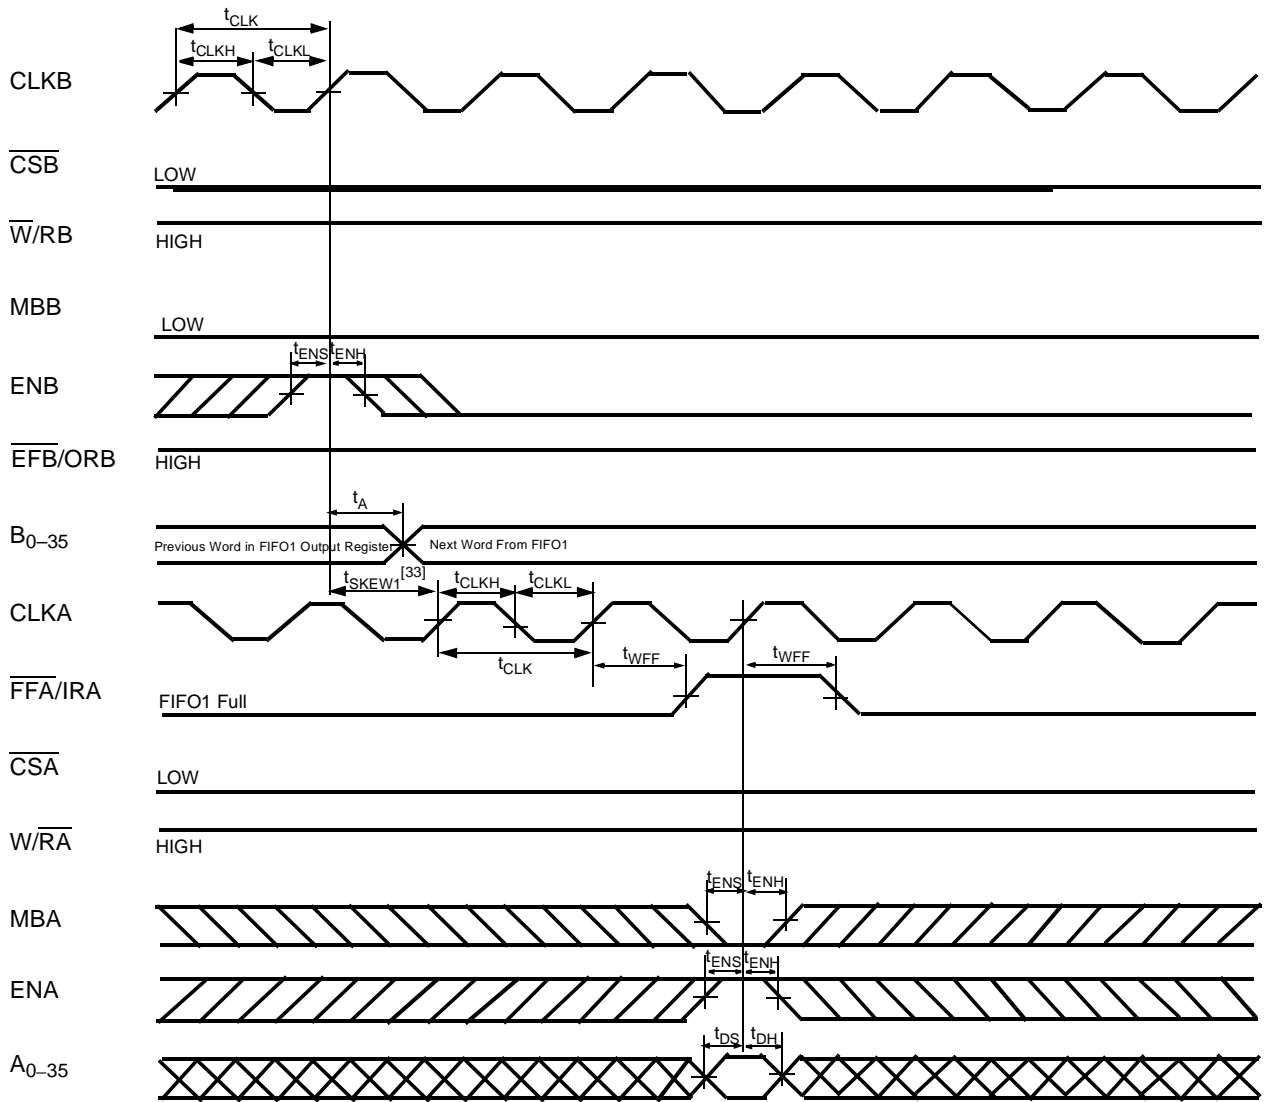 tCLK
tCLKH tCLKL
CLKB
CSB
LOW
W/RB
HIGH
MBB
LOW
tENS tENH
ENB
EFB/ORB
HIGH
tA
B0–35
Previous Word in FIFO1 Output Register Next Word From FIFO1
tSKEW1[33] tCLKH tCLKL
CLKA
tCLK tWFF tWFF
FFA/IRA
FIFO1 Full
CSA
LOW
W/RA
HIGH
tENS tENH
MBA
tENS tENH
ENA
tDS tDH
A0–35